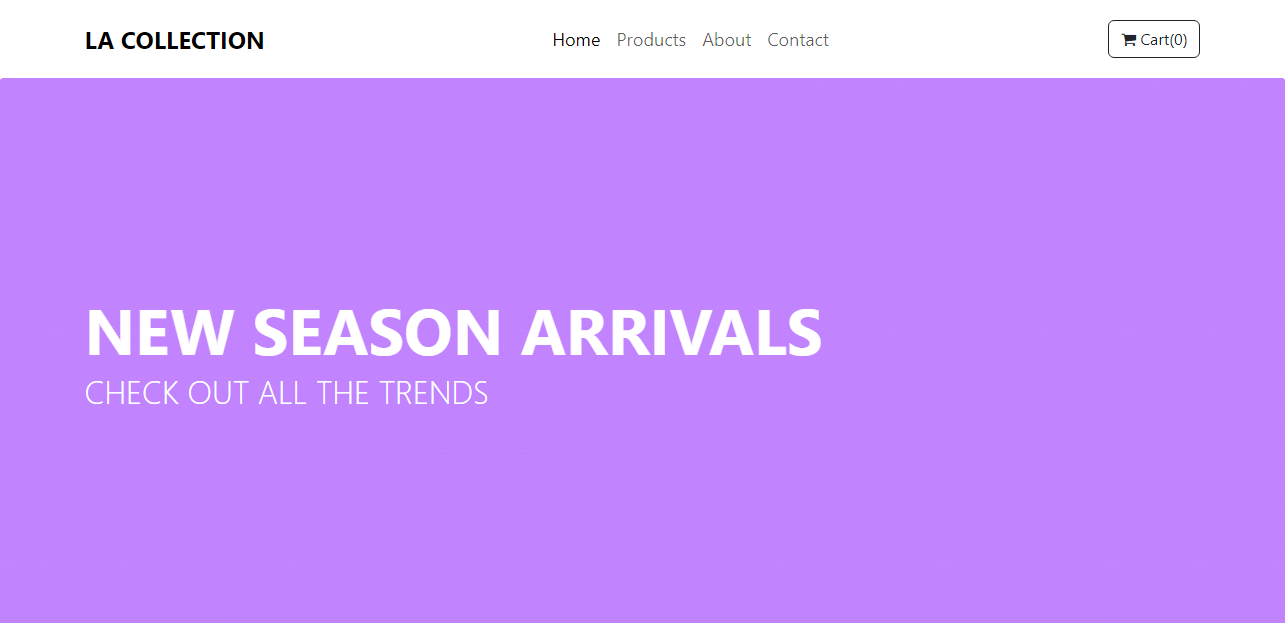 LA COLLECTION
Home Products About Contact
Cart(0)
NEW SEASON ARRIVALS
CHECK OUT ALL THE TRENDS